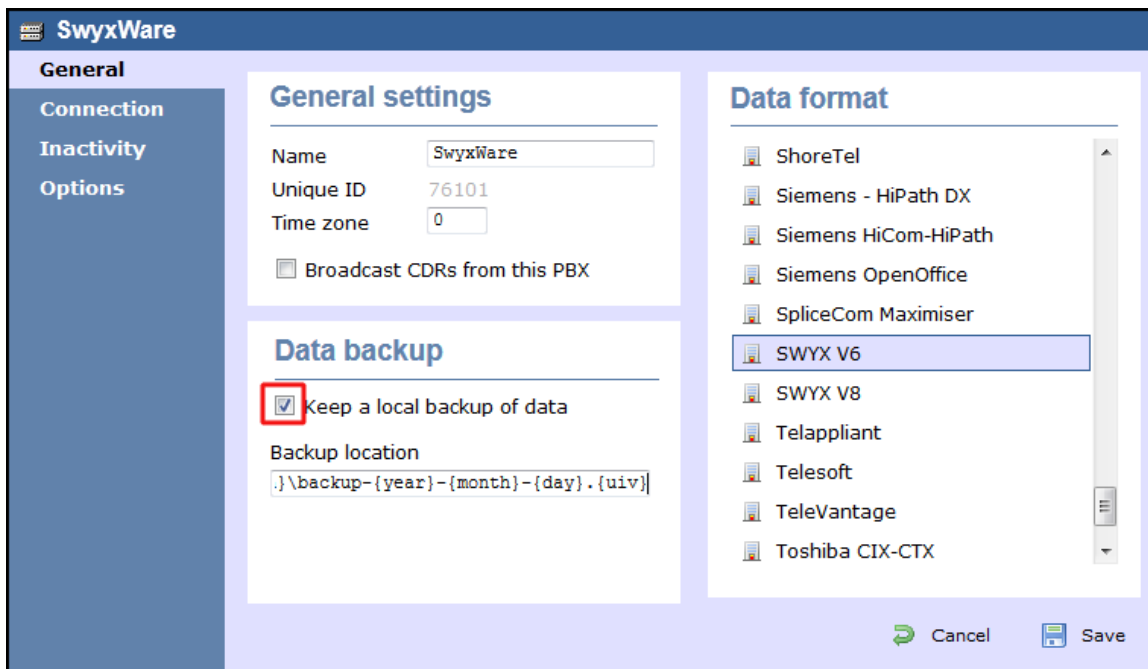 SwyxWare
General
Connection
Inactivity
Options
General settings
Name SwyxWare
Unique ID 76101
Time zone 0
Broadcast CDRs from this PBX
Data backup
Keep a local backup of data
Backup location
.}\backup-{year}-{month}-{day}.{uiv}
Data format
ShoreTel
Siemens - HiPath DX
Siemens HiCom-HiPath
Siemens OpenOffice
SpliceCom Maximiser
SWYX V6
SWYX V8
Telappliant
Telesoft
TeleVantage
Toshiba CIX-CTX
Cancel Save